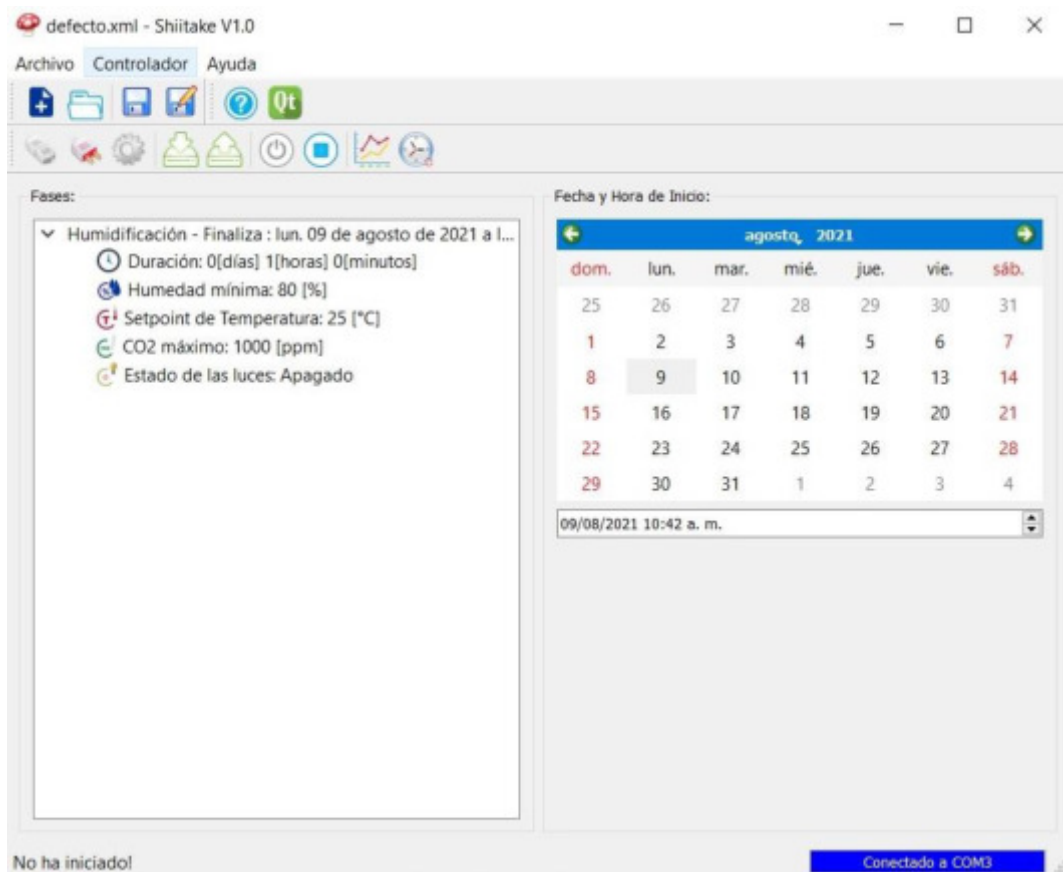 defecto.xml - Shiitake V1.0
Archivo Controlador Ayuda
Qt
Fases:
Humidificación - Finaliza : lun. 09 de agosto de 2021 a l...
Duración: 0[días] 1[horas] 0[minutos]
Humedad mínima: 80 [%]
Setpoint de Temperatura: 25 [°C]
CO2 máximo: 1000 [ppm]
Estado de las luces: Apagado
Fecha y Hora de Inicio:
agosto, 2021
dom. lun. mar. mié. jue. vie. sáb.
25 26 27 28 29 30 31
1 2 3 4 5 6 7
8 9 10 11 12 13 14
15 16 17 18 19 20 21
22 23 24 25 26 27 28
29 30 31 1 2 3 4
09/08/2021 10:42 a. m.
No ha iniciado!
Conectado a COM3